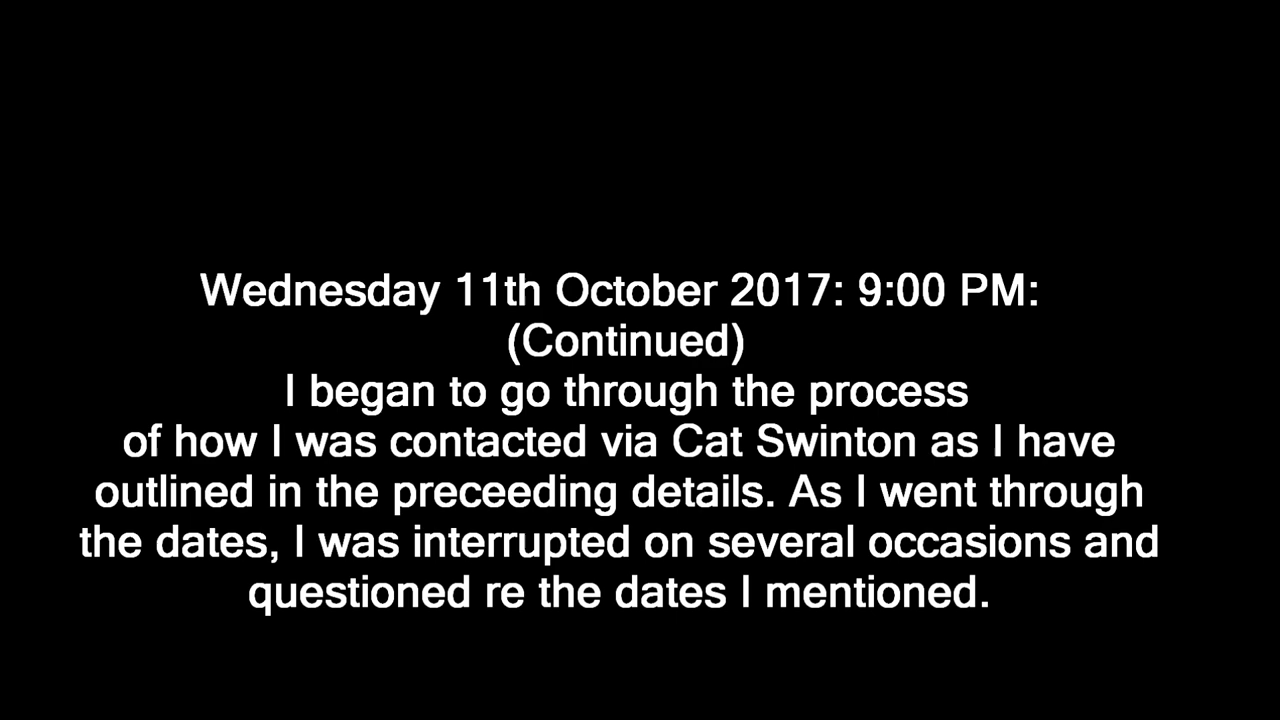 Wednesday 11th October 2017: 9:00 PM:
(Continued)
I began to go through the process
of how I was contacted via Cat Swinton as I have
outlined in the preceeding details. As I went through
the dates, I was interrupted on several occasions and
questioned re the dates I mentioned.